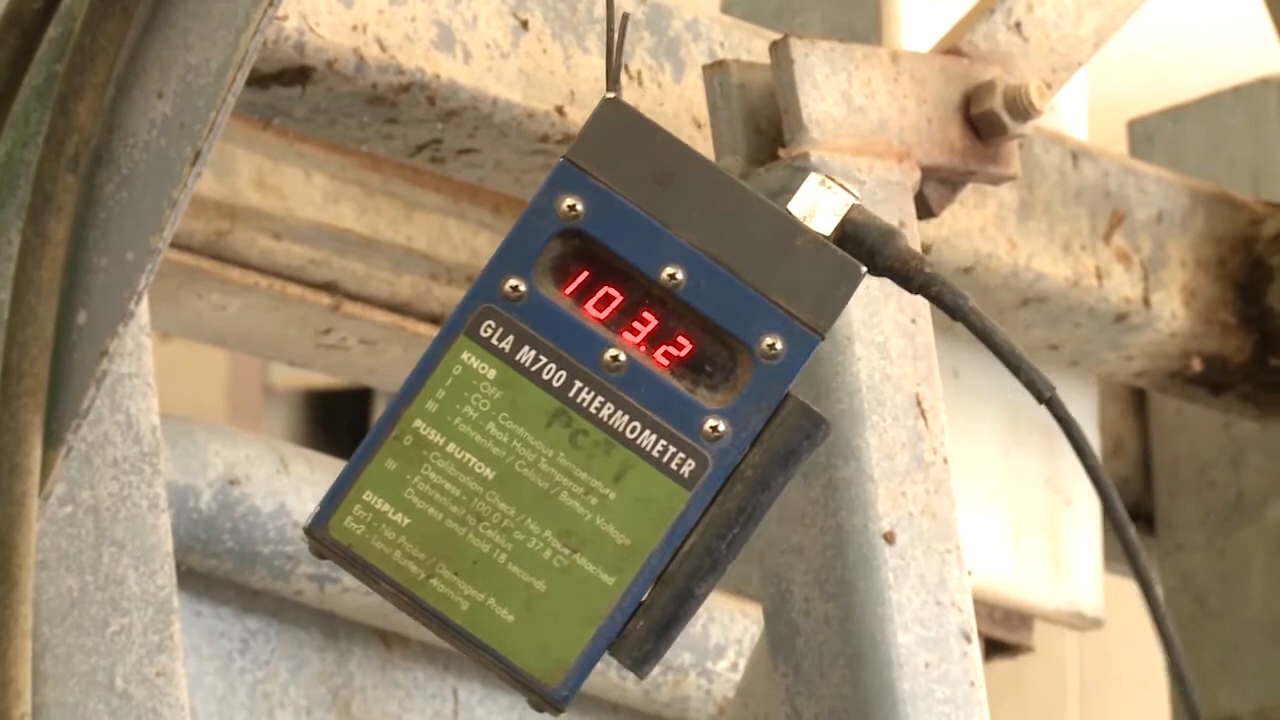 103.2
GLA M700 THERMOMETER
KNOB
0 - OFF
I - CO - Continuous Temperature
II - PH - Peak Hold Temperature
III - Fahrenheit / Celsius / Battery Voltage
PUSH BUTTON
0 - Calibration Check / No Probe Attached
Depress - 100.0 F° or 37.8 C°
III - Fahrenheit to Celsius
Depress and hold 18 seconds
DISPLAY
Err1 - No Probe / Damaged Probe
Err2 - Low Battery Warning